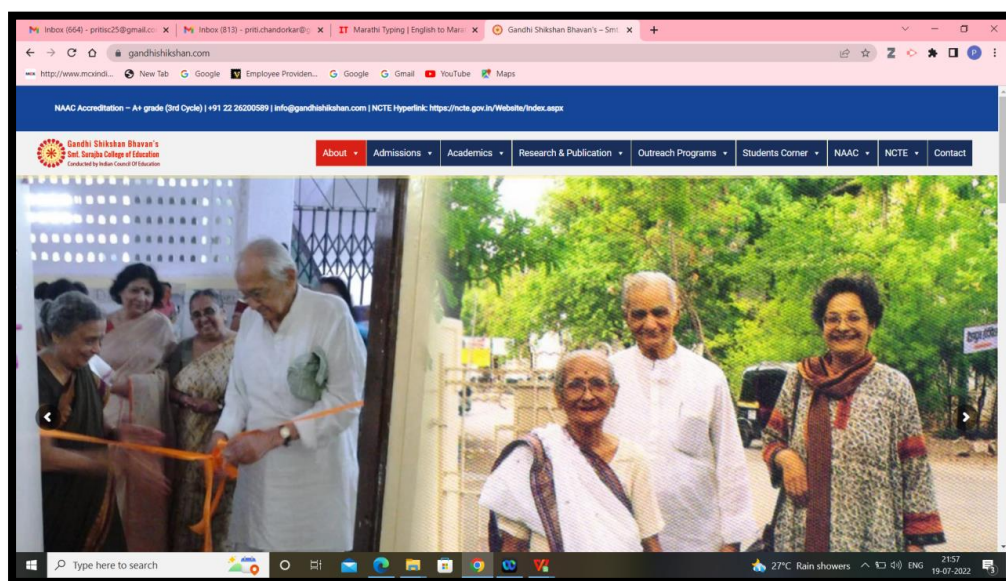 Inbox (664) - pritisc25@gmail.co
Inbox (813) - priti.chandorkar@g
IT Marathi Typing | English to Mara
Gandhi Shikshan Bhavan's – Smt.
gandhishikshan.com
http://www.mcxindi...
New Tab
Google
Employee Providen...
Google
Gmail
YouTube
Maps
NAAC Accreditation – A+ grade (3rd Cycle) | +91 22 26200589 | info@gandhishikshan.com | NCTE Hyperlink: https://ncte.gov.in/Website/Index.aspx
Gandhi Shikshan Bhavan's
Smt. Surajba College of Education
Conducted by Indian Council Of Education
About
Admissions
Academics
Research & Publication
Outreach Programs
Students Corner
NAAC
NCTE
Contact
Type here to search
27°C Rain showers
ENG
21:57
19-07-2022